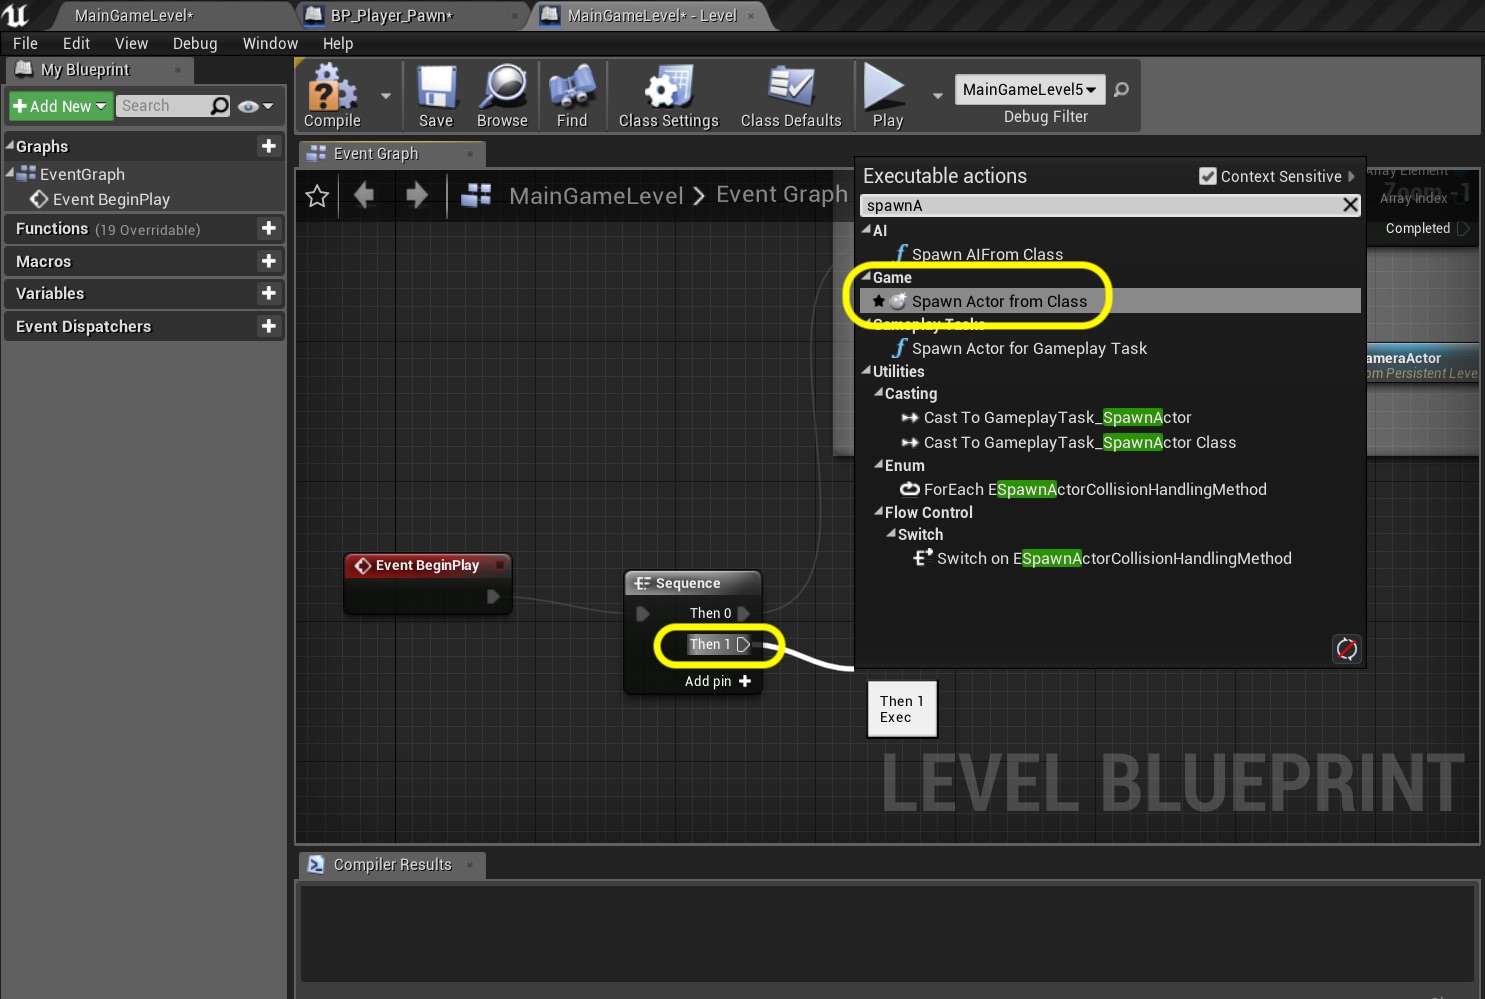 MainGameLevel*
BP_Player_Pawn*
MainGameLevel* - Level
File Edit View Debug Window Help
My Blueprint
Add New
Search
Graphs
EventGraph
Event BeginPlay
Functions (19 Overridable)
Macros
Variables
Event Dispatchers
Compile
Save
Browse
Find
Class Settings
Class Defaults
Play
MainGameLevel5
Debug Filter
Event Graph
MainGameLevel > Event Graph
Zoom -1
Array Element
Array Index
Completed
Executable actions
Context Sensitive
spawnA
AI
Spawn AIFrom Class
Game
Spawn Actor from Class
Gameplay Tasks
Spawn Actor for Gameplay Task
Utilities
Casting
Cast To GameplayTask_SpawnActor
Cast To GameplayTask_SpawnActor Class
Enum
ForEach ESpawnActorCollisionHandlingMethod
Flow Control
Switch
Switch on ESpawnActorCollisionHandlingMethod
ameraActor
om Persistent Leve
Event BeginPlay
Sequence
Then 0
Then 1
Add pin
Then 1
Exec
LEVEL BLUEPRINT
Compiler Results